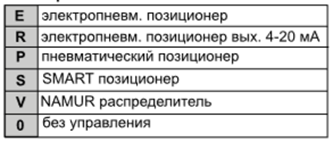 E электропневм. позиционер
R электропневм. позиционер вых. 4-20 мА
P пневматический позиционер
S SMART позиционер
V NAMUR распределитель
0 без управления